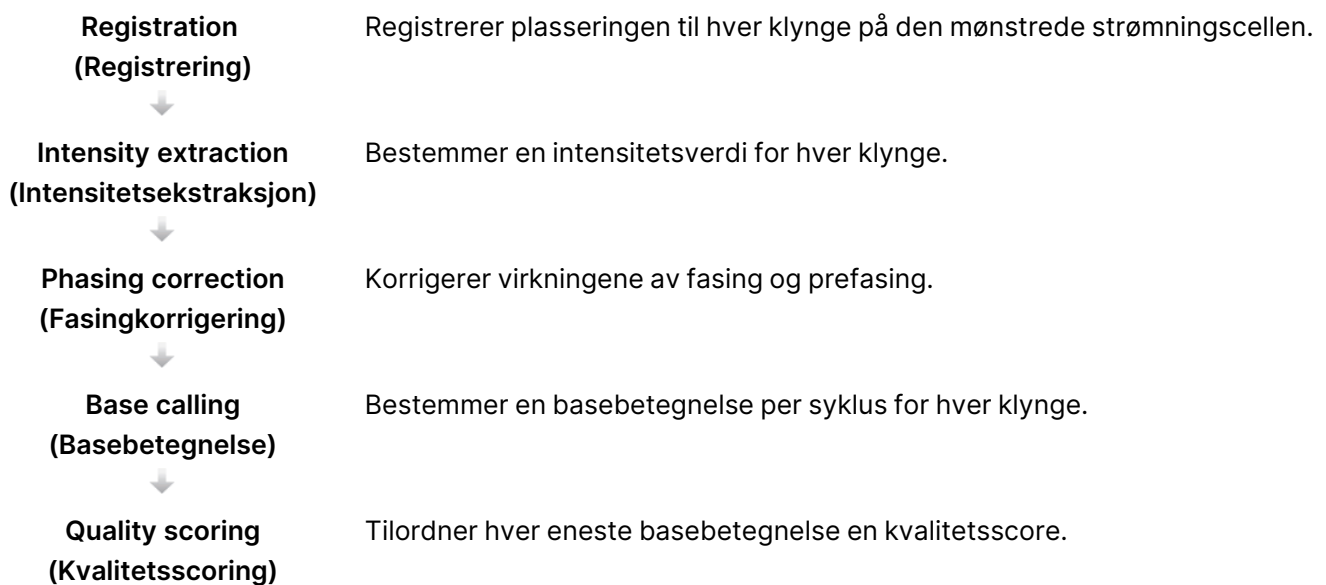 Registration
(Registrering)
Registrerer plasseringen til hver klynge på den mønstrede strømningscellen.
Intensity extraction
(Intensitetsekstraksjon)
Bestemmer en intensitetsverdi for hver klynge.
Phasing correction
(Fasingkorrigering)
Korrigerer virkningene av fasing og prefasing.
Base calling
(Basebetegnelse)
Bestemmer en basebetegnelse per syklus for hver klynge.
Quality scoring
(Kvalitetsscoring)
Tilordner hver eneste basebetegnelse en kvalitetsscore.